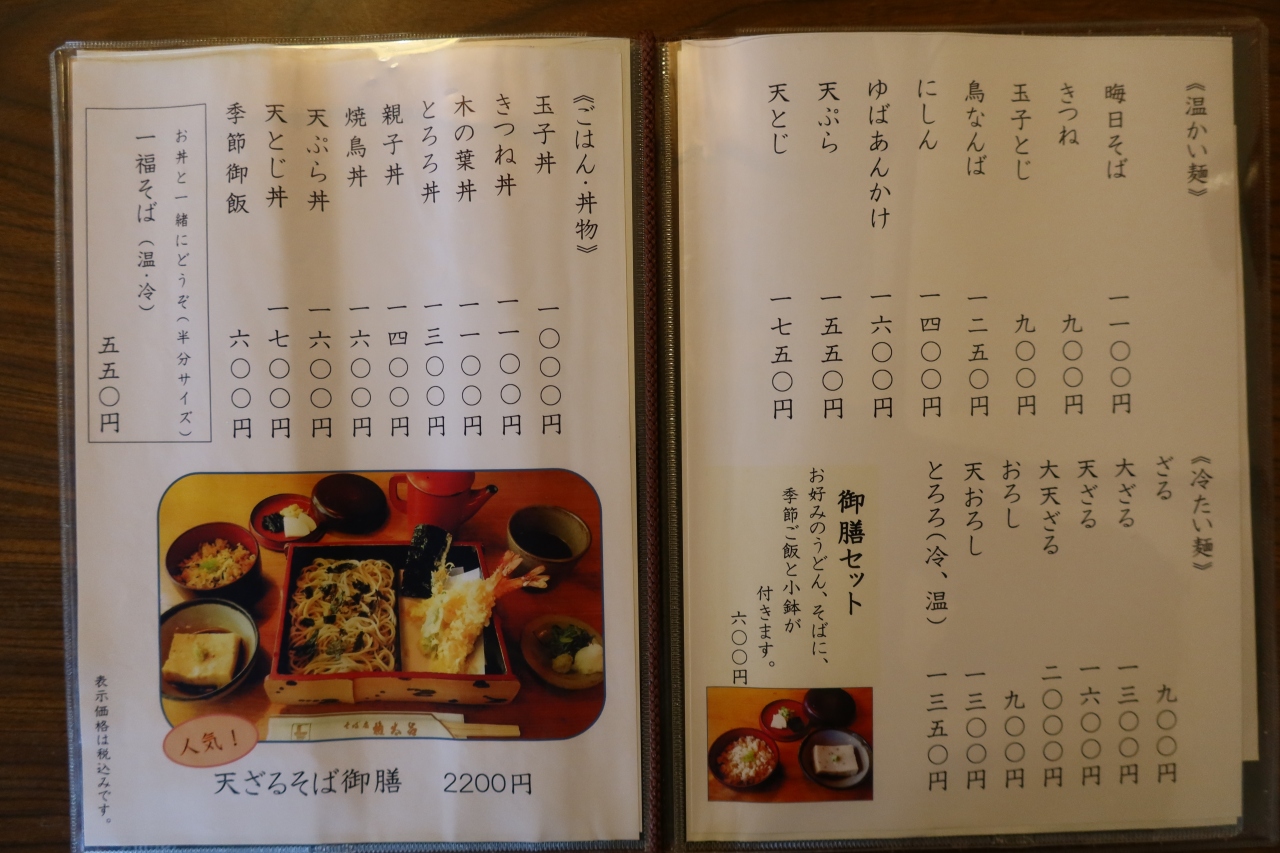 《温かい麺》
晦日そば 一一〇〇円
きつね 九〇〇円
玉子とじ 九〇〇円
鳥なんば 一二五〇円
にしん 一四〇〇円
ゆばあんかけ 一六〇〇円
天ぷら 一五五〇円
天とじ 一七五〇円
《冷たい麺》
ざる 九〇〇円
大ざる 一三〇〇円
天ざる 一六〇〇円
大天ざる 二〇〇〇円
おろし 九〇〇円
天おろし 一三〇〇円
とろろ(冷、温) 一三五〇円
御膳セット
お好みのうどん、そばに、
季節ご飯と小鉢が
付きます。
六〇〇円
《ごはん・丼物》
玉子丼 一〇〇〇円
きつね丼 一一〇〇円
木の葉丼 一一〇〇円
とろろ丼 一三〇〇円
親子丼 一四〇〇円
焼鳥丼 一六〇〇円
天ぷら丼 一六〇〇円
天とじ丼 一七〇〇円
季節御飯 六〇〇円
お丼と一緒にどうぞ(半分サイズ)
一福そば(温・冷)
五五〇円
人気!
天ざるそば御膳 2200円
表示価格は税込みです。